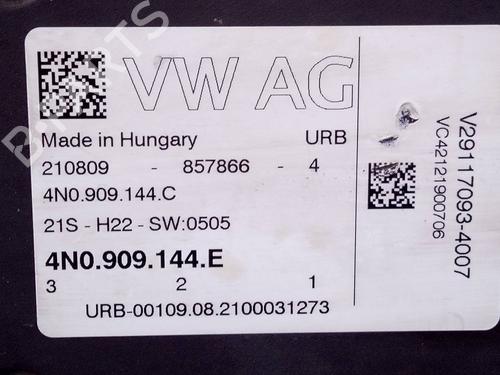 VW AG
Made in Hungary URB
210809 - 857866 - 4
4N0.909.144.C
21S - H22 - SW:0505
4N0.909.144.E
3 2 1
URB-00109.08.2100031273
V29117093-4007
VC42121900706